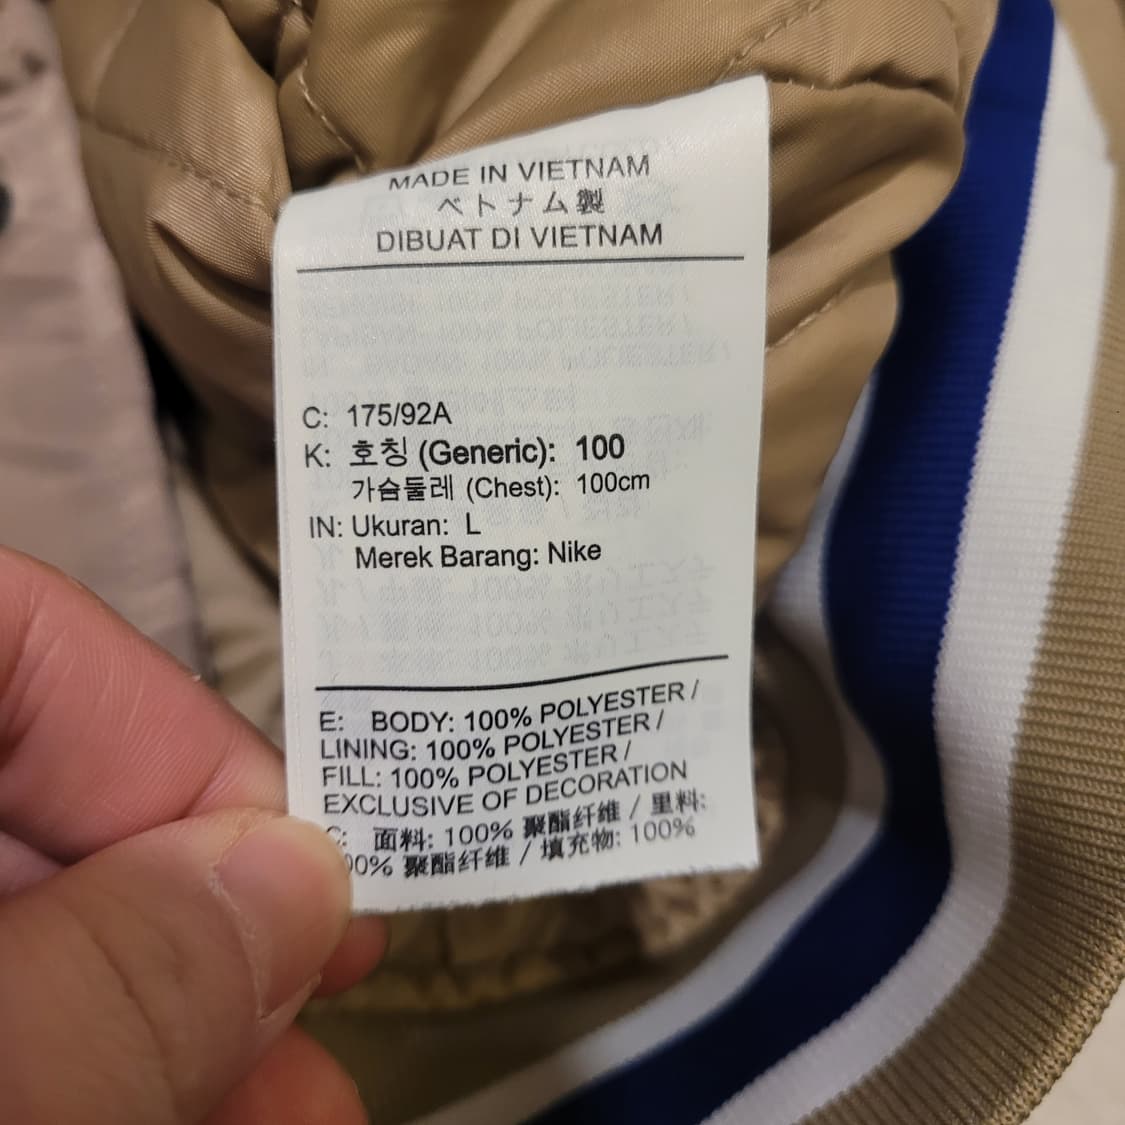 MADE IN VIETNAM
ベトナム製
DIBUAT DI VIETNAM
C: 175/92A
K: 호칭 (Generic): 100
가슴둘레 (Chest): 100cm
IN: Ukuran: L
Merek Barang: Nike
E: BODY: 100% POLYESTER /
LINING: 100% POLYESTER /
FILL: 100% POLYESTER /
EXCLUSIVE OF DECORATION
C: 面料: 100% 聚酯纤维 / 里料:
00% 聚酯纤维 / 填充物: 100%